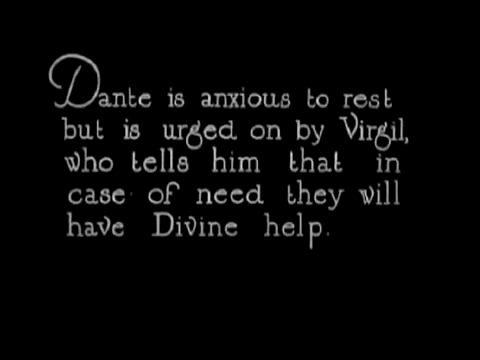 Dante is anxious to rest
but is urged on by Virgil,
who tells him that in
case of need they will
have Divine help.